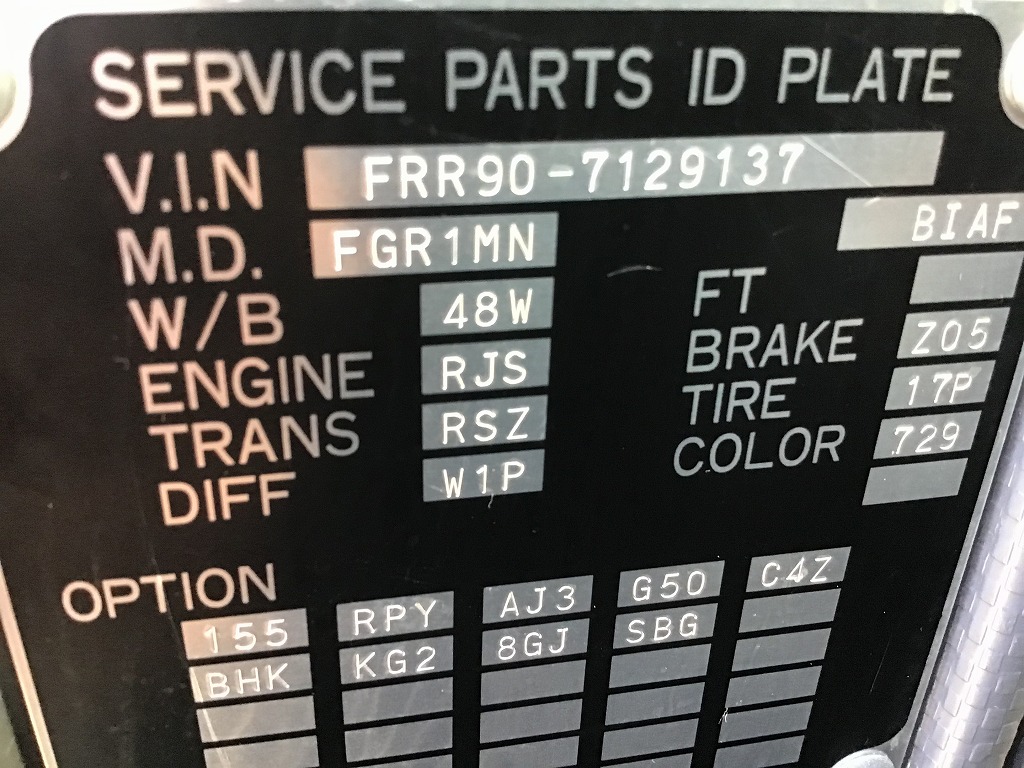 SERVICE PARTS ID PLATE
V.I.N FRR90-7129137
M.D. FGR1MN BIAF
W/B 48W FT
ENGINE RJS BRAKE Z05
TRANS RSZ TIRE 17P
DIFF W1P COLOR 729
OPTION
155 RPY AJ3 G50 C4Z
BHK KG2 8GJ SBG